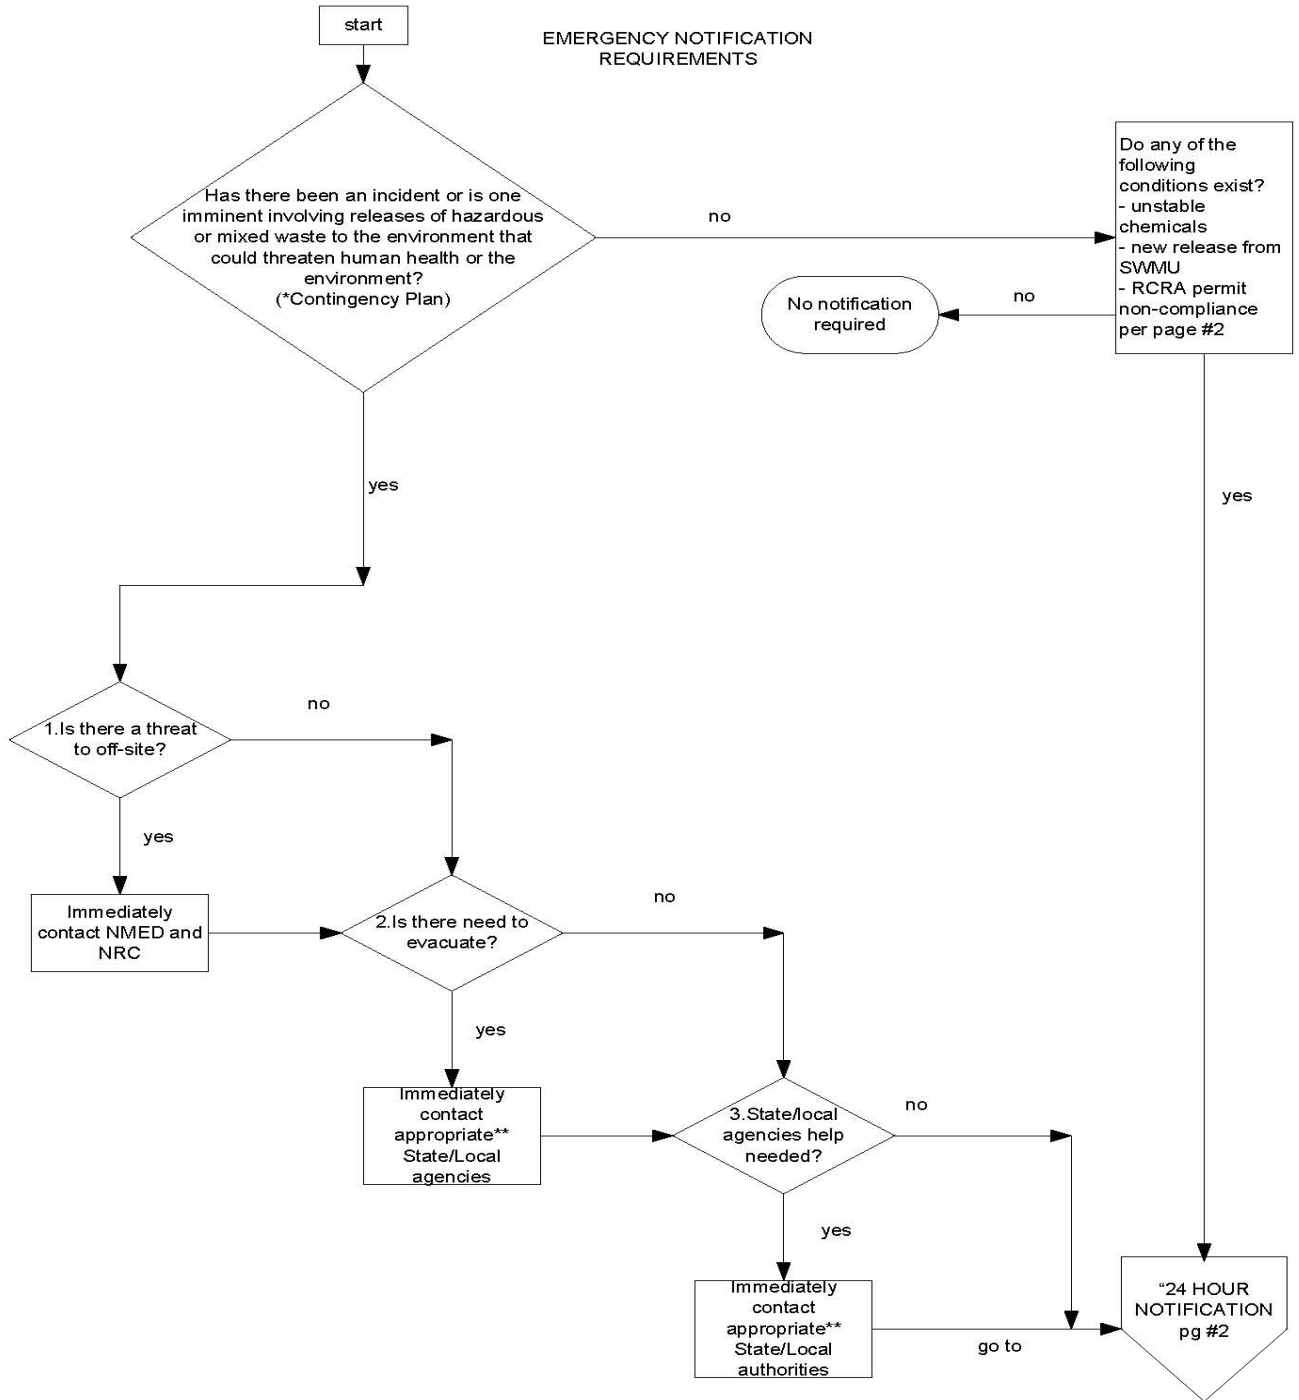 start
EMERGENCY NOTIFICATION
REQUIREMENTS
Has there been an incident or is one
imminent involving releases of hazardous
or mixed waste to the environment that
could threaten human health or the
environment?
(*Contingency Plan)
no
Do any of the
following
conditions exist?
- unstable
chemicals
- new release from
SWMU
- RCRA permit
non-compliance
per page #2
no
No notification
required
yes
yes
1.Is there a threat
to off-site?
no
yes
Immediately
contact NMED and
NRC
2.Is there need to
evacuate?
no
yes
Immediately
contact
appropriate**
State/Local
agencies
3.State/local
agencies help
needed?
no
yes
Immediately
contact
appropriate**
State/Local
authorities
go to
“24 HOUR
NOTIFICATION
pg #2